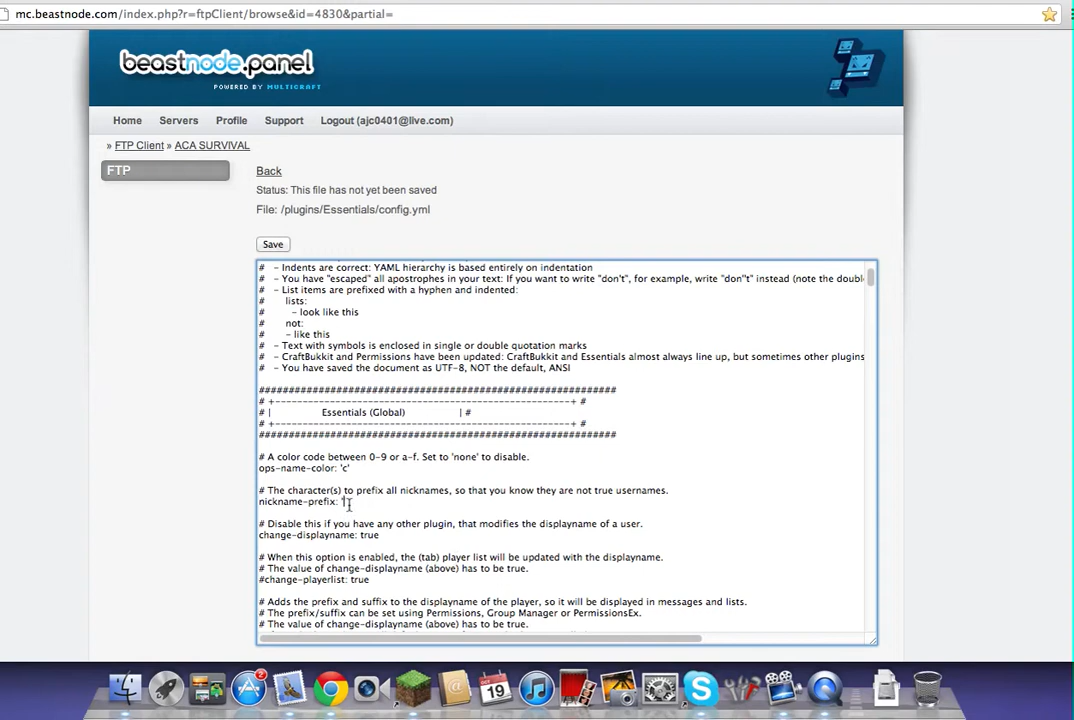 mc.beastnode.com/index.php?r=ftpClient/browse&id=4830&partial=
beastnode.panel
POWERED BY MULTICRAFT
Home Servers Profile Support Logout (ajc0401@live.com)
» FTP Client » ACA SURVIVAL
FTP
Back
Status: This file has not yet been saved
File: /plugins/Essentials/config.yml
Save
# - Indents are correct: YAML hierarchy is based entirely on indentation
# - You have "escaped" all apostrophes in your text: If you want to write "don't", for example, write "don''t" instead (note the doubl
# - List items are prefixed with a hyphen and indented:
# lists:
# - look like this
# not:
# - like this
# - Text with symbols is enclosed in single or double quotation marks
# - CraftBukkit and Permissions have been updated: CraftBukkit and Essentials almost always line up, but sometimes other plugins
# - You have saved the document as UTF-8, NOT the default, ANSI
############################################################
# +------------------------------------------------------+ #
# | Essentials (Global) | #
# +------------------------------------------------------+ #
############################################################
# A color code between 0-9 or a-f. Set to 'none' to disable.
ops-name-color: 'c'
# The character(s) to prefix all nicknames, so that you know they are not true usernames.
nickname-prefix: '
# Disable this if you have any other plugin, that modifies the displayname of a user.
change-displayname: true
# When this option is enabled, the (tab) player list will be updated with the displayname.
# The value of change-displayname (above) has to be true.
#change-playerlist: true
# Adds the prefix and suffix to the displayname of the player, so it will be displayed in messages and lists.
# The prefix/suffix can be set using Permissions, Group Manager or PermissionsEx.
# The value of change-displayname (above) has to be true.
2
OCT
19